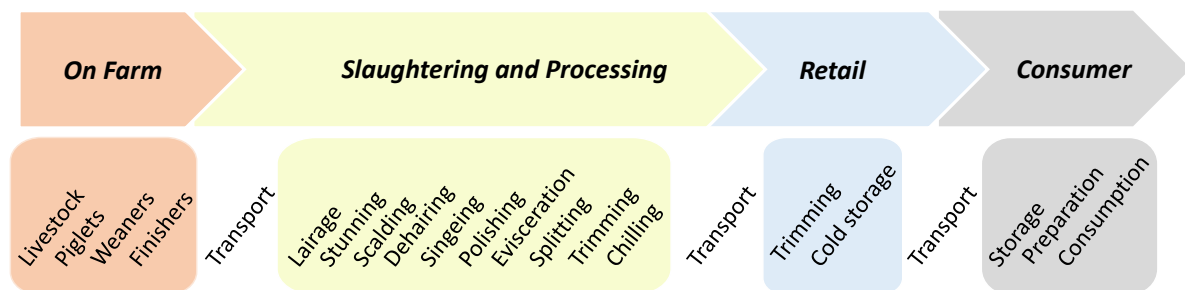 On Farm
Slaughtering and Processing
Retail
Consumer
Livestock
Piglets
Weaners
Finishers
Transport
Lairage
Stunning
Scalding
Dehairing
Singeing
Polishing
Evisceration
Splitting
Trimming
Chilling
Transport
Trimming
Cold storage
Transport
Storage
Preparation
Consumption